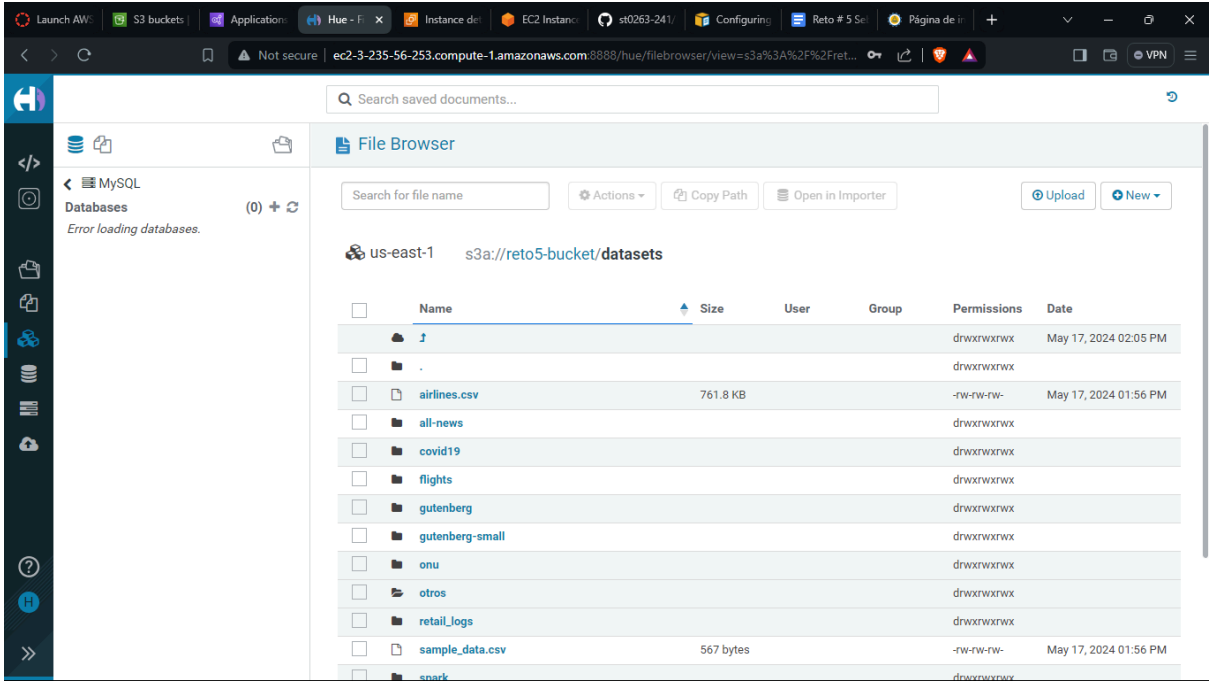 Launch AWS
S3 buckets |
Applications
Hue - F
Instance det
EC2 Instanc
st0263-241/
Configuring
Reto # 5 Sel
Página de in
Not secure
ec2-3-235-56-253.compute-1.amazonaws.com:8888/hue/filebrowser/view=s3a%3A%2F%2Fret...
VPN
Search saved documents...
File Browser
MySQL
Databases (0)
Error loading databases.
Search for file name
Actions
Copy Path
Open in Importer
Upload
New
us-east-1 s3a://reto5-bucket/datasets
Name Size User Group Permissions Date
drwxrwxrwx May 17, 2024 02:05 PM
. drwxrwxrwx
airlines.csv 761.8 KB -rw-rw-rw- May 17, 2024 01:56 PM
all-news drwxrwxrwx
covid19 drwxrwxrwx
flights drwxrwxrwx
gutenberg drwxrwxrwx
gutenberg-small drwxrwxrwx
onu drwxrwxrwx
otros drwxrwxrwx
retail_logs drwxrwxrwx
sample_data.csv 567 bytes -rw-rw-rw- May 17, 2024 01:56 PM
spark drwxrwxrwx
H